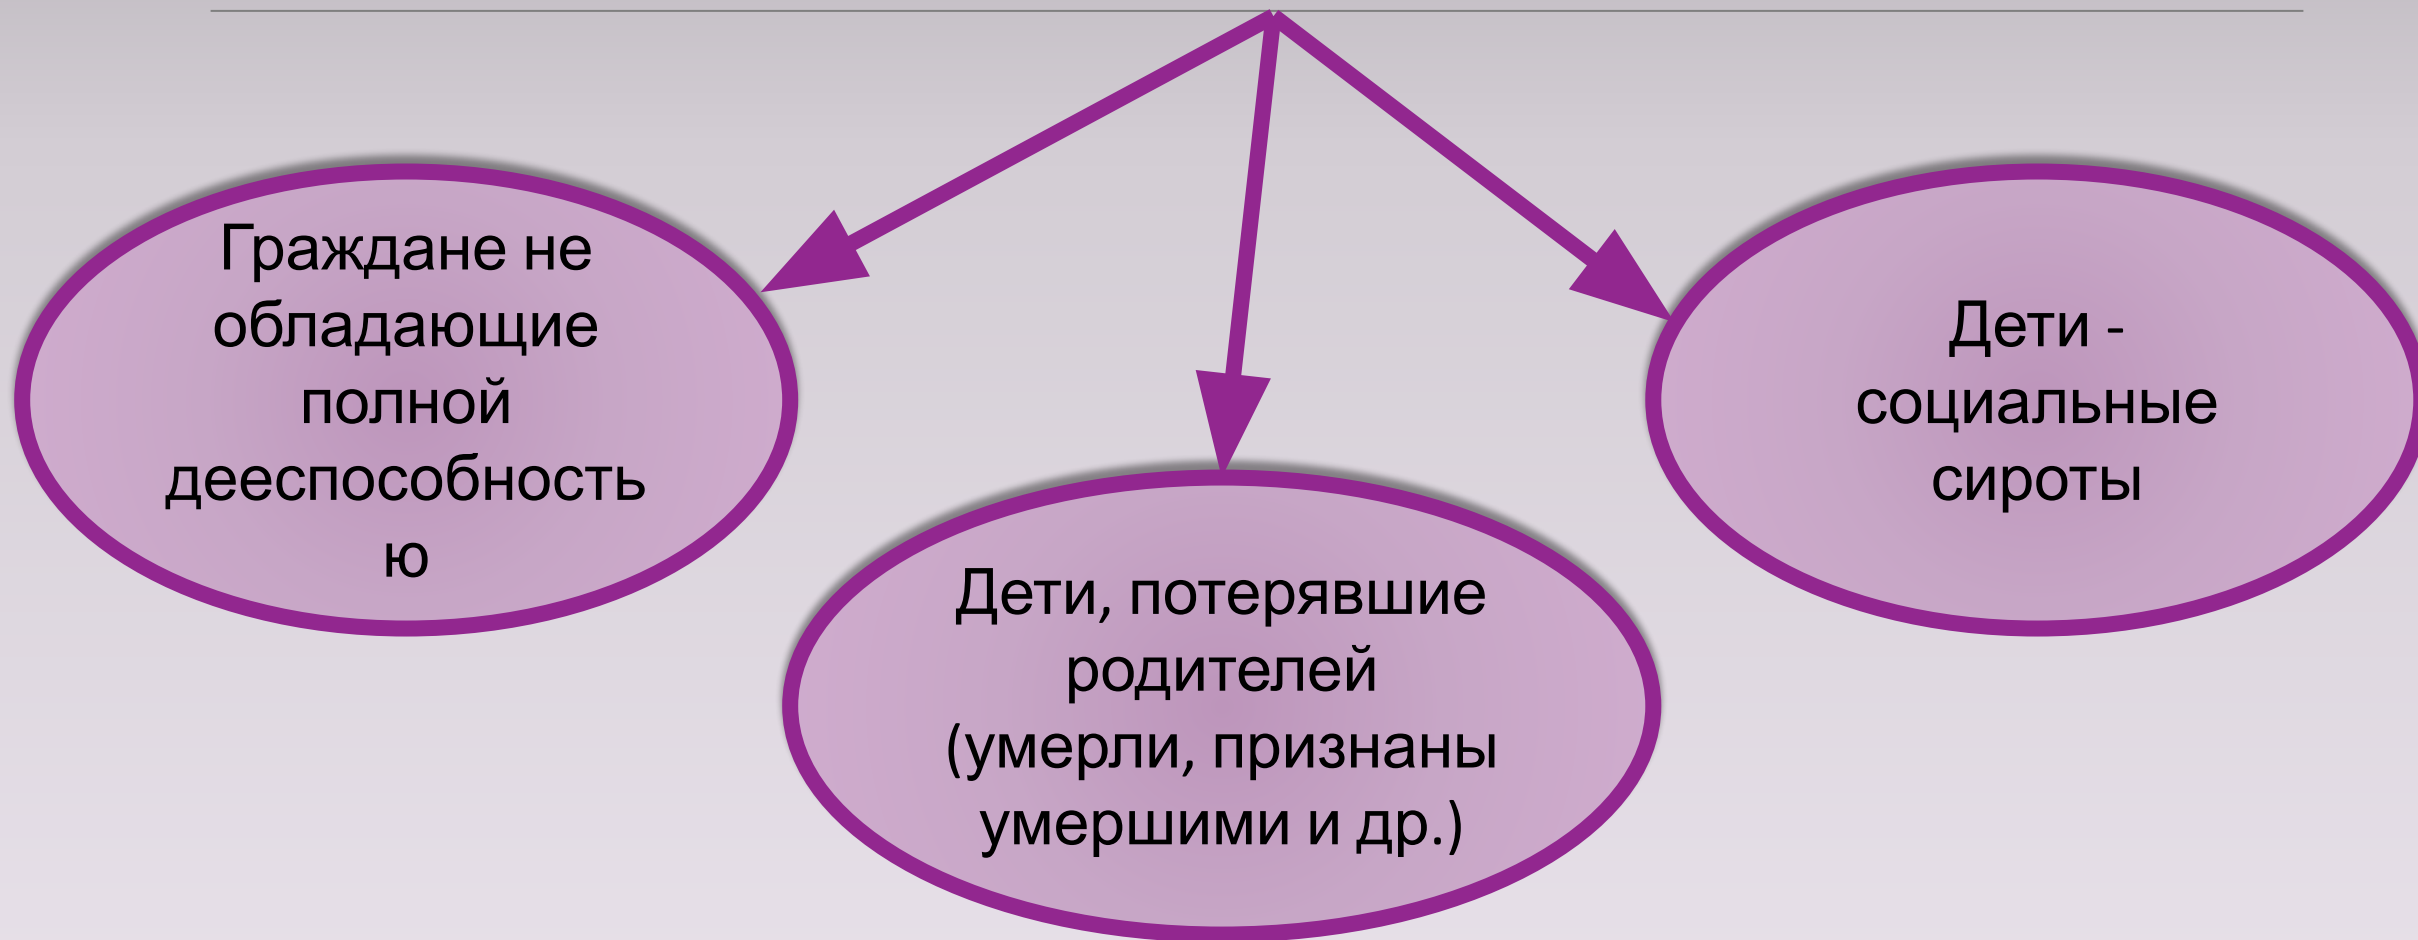 Граждане не
обладающие
полной
дееспособность
ю
Дети, потерявшие
родителей
(умерли, признаны
умершими и др.)
Дети -
социальные
сироты